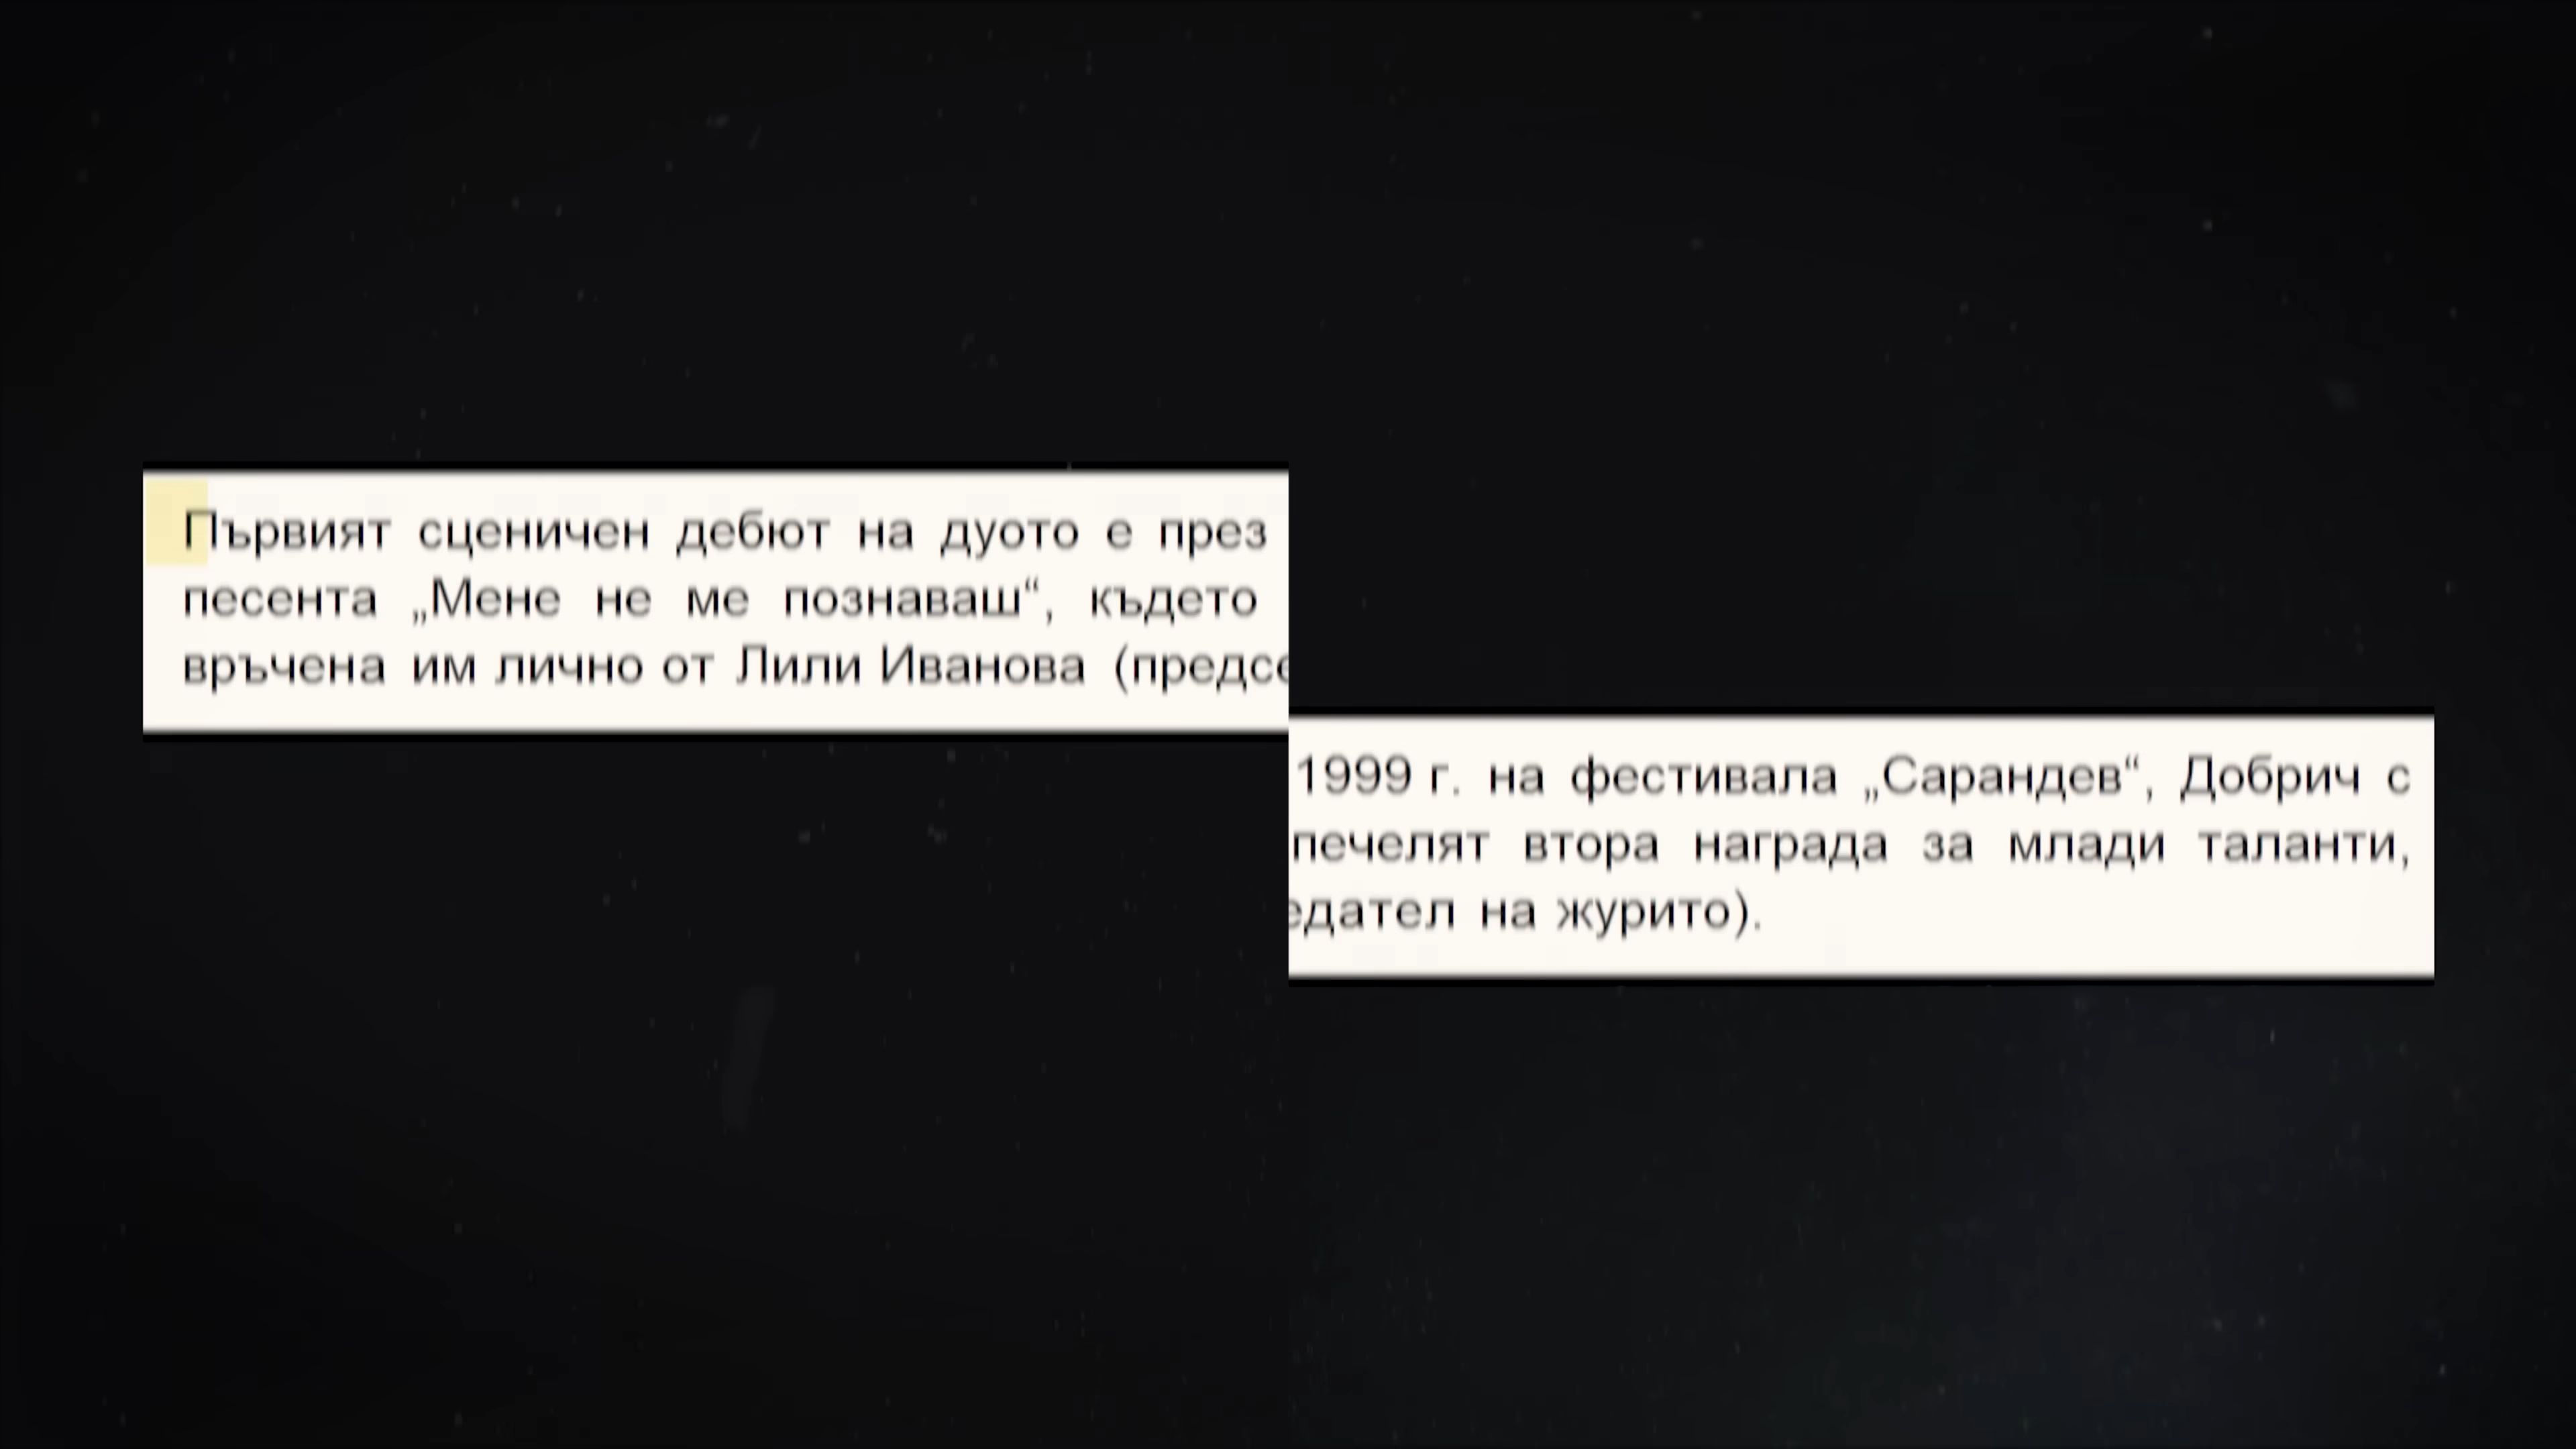 Първият сценичен дебют на дуото е през
песента „Мене не ме познаваш“, където
връчена им лично от Лили Иванова (предсе
1999 г. на фестивала „Сарандев“, Добрич с
печелят втора награда за млади таланти,
едател на журито).